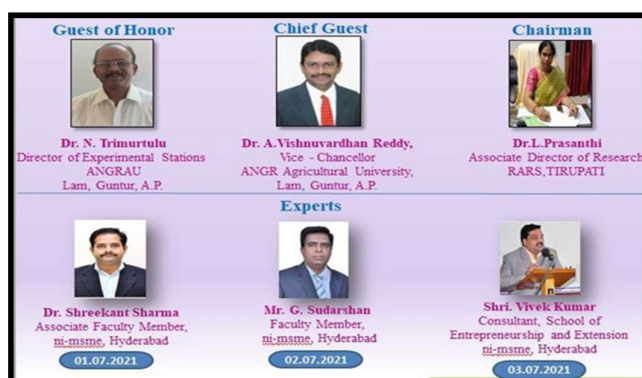 Guest of Honor
Chief Guest
Chairman
Dr. N. Trimurtulu
Director of Experimental Stations
ANGRAU
Lam, Guntur, A.P.
Dr. A.Vishnuvardhan Reddy,
Vice - Chancellor
ANGR Agricultural University,
Lam, Guntur, A.P.
Dr.L.Prasanthi
Associate Director of Research
RARS,TIRUPATI
Experts
Dr. Shreekant Sharma
Associate Faculty Member,
ni-msme, Hyderabad
01.07.2021
Mr. G. Sudarshan
Faculty Member,
ni-msme, Hyderabad
02.07.2021
Shri. Vivek Kumar
Consultant, School of
Entrepreneurship and Extension
ni-msme, Hyderabad
03.07.2021